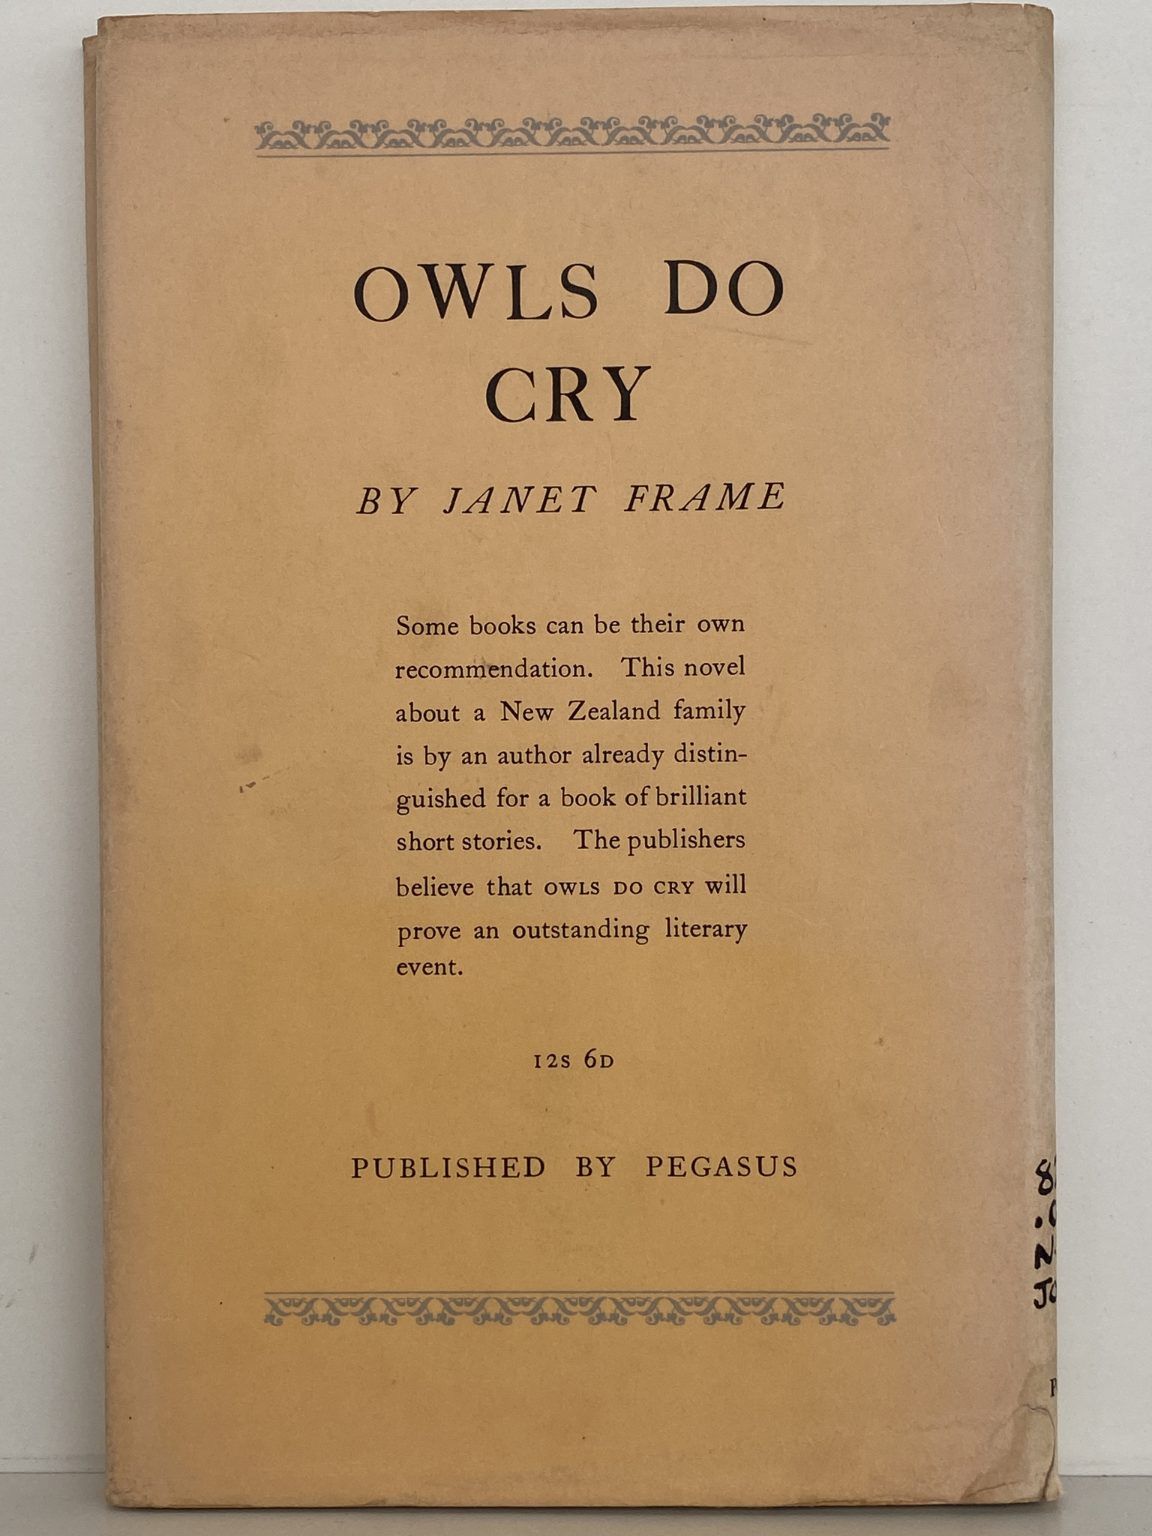 OWLS DO
CRY
BY JANET FRAME
Some books can be their own
recommendation. This novel
about a New Zealand family
is by an author already distin-
guished for a book of brilliant
short stories. The publishers
believe that OWLS DO CRY will
prove an outstanding literary
event.
12S 6D
PUBLISHED BY PEGASUS